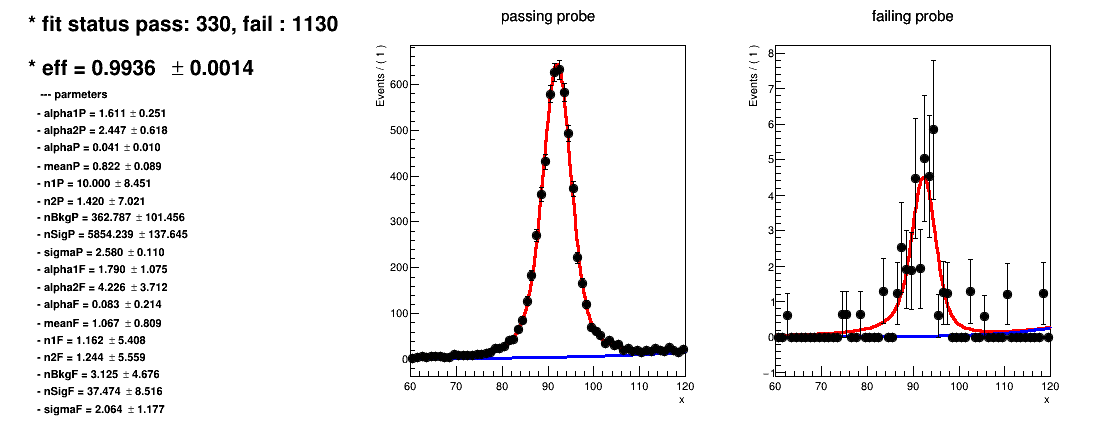 * fit status pass: 330, fail : 1130
* eff = 0.9936 ± 0.0014
--- parmeters
- alpha1P = 1.611 ± 0.251
- alpha2P = 2.447 ± 0.618
- alphaP = 0.041 ± 0.010
- meanP = 0.822 ± 0.089
- n1P = 10.000 ± 8.451
- n2P = 1.420 ± 7.021
- nBkgP = 362.787 ± 101.456
- nSigP = 5854.239 ± 137.645
- sigmaP = 2.580 ± 0.110
- alpha1F = 1.790 ± 1.075
- alpha2F = 4.226 ± 3.712
- alphaF = 0.083 ± 0.214
- meanF = 1.067 ± 0.809
- n1F = 1.162 ± 5.408
- n2F = 1.244 ± 5.559
- nBkgF = 3.125 ± 4.676
- nSigF = 37.474 ± 8.516
- sigmaF = 2.064 ± 1.177
passing probe
Events / ( 1 )
600
500
400
300
200
100
0
60 70 80 90 100 110 120
x
failing probe
Events / ( 1 )
8
7
6
5
4
3
2
1
0
−1
60 70 80 90 100 110 120
x